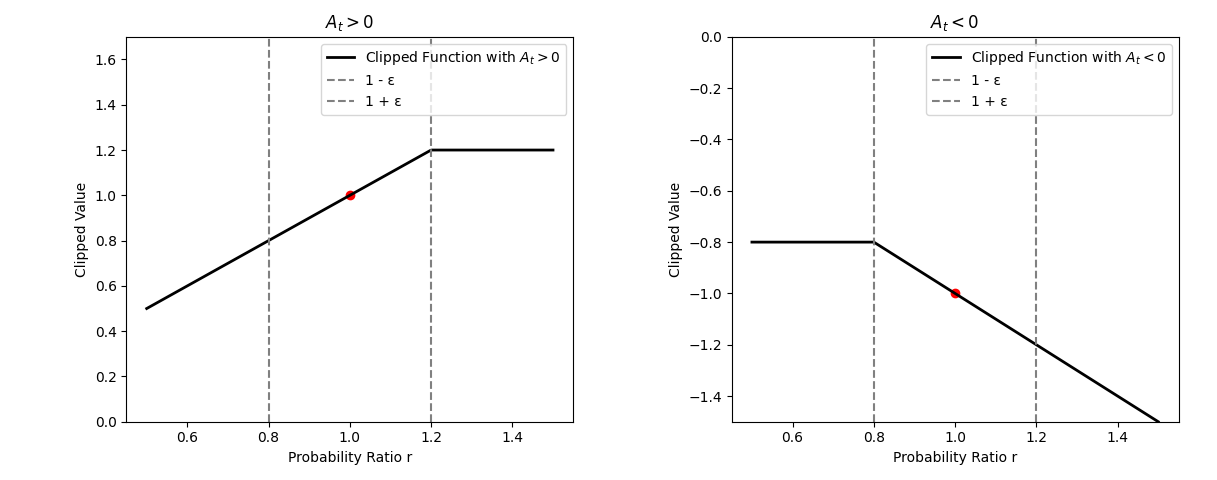 A_t > 0
Clipped Function with A_t > 0
1 - ε
1 + ε
1.6
1.4
1.2
1.0
0.8
0.6
0.4
0.2
0.0
Clipped Value
0.6 0.8 1.0 1.2 1.4
Probability Ratio r
A_t < 0
Clipped Function with A_t < 0
1 - ε
1 + ε
0.0
−0.2
−0.4
−0.6
−0.8
−1.0
−1.2
−1.4
Clipped Value
0.6 0.8 1.0 1.2 1.4
Probability Ratio r